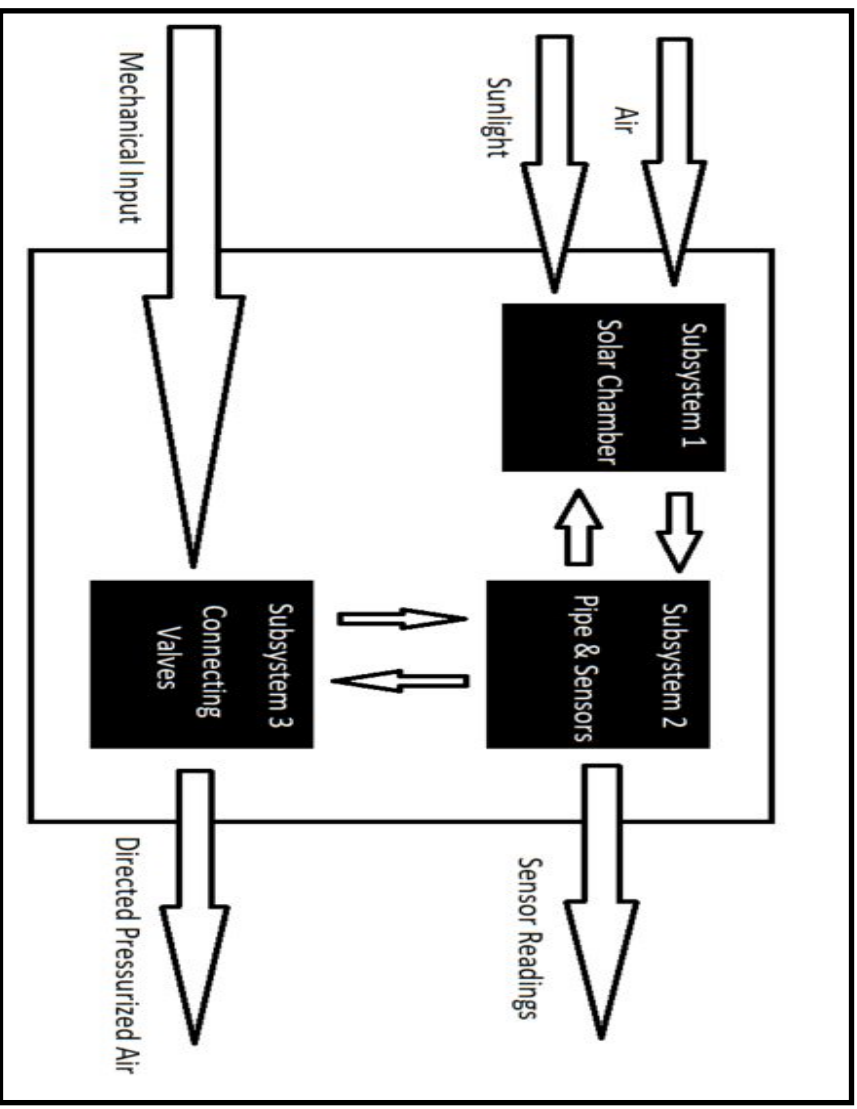 Air
Sunlight
Mechanical Input
Subsystem 1
Solar Chamber
Subsystem 2
Pipe & Sensors
Subsystem 3
Connecting
Valves
Sensor Readings
Directed Pressurized Air